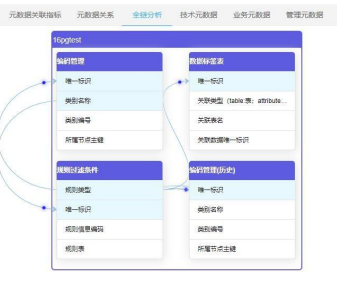 元数据关联指标 元数据关系 全链分析 技术元数据 业务元数据 管理元数据
16pgtest
编码管理
唯一标识
类别名称
类别编号
所属节点主键
数据标签表
唯一标识
关联类型（table 表；attribute...
关联表名
关联数据唯一标识
规则过滤条件
规则类型
唯一标识
规则信息编码
规则表
编码管理(历史)
唯一标识
类别名称
类别编号
所属节点主键